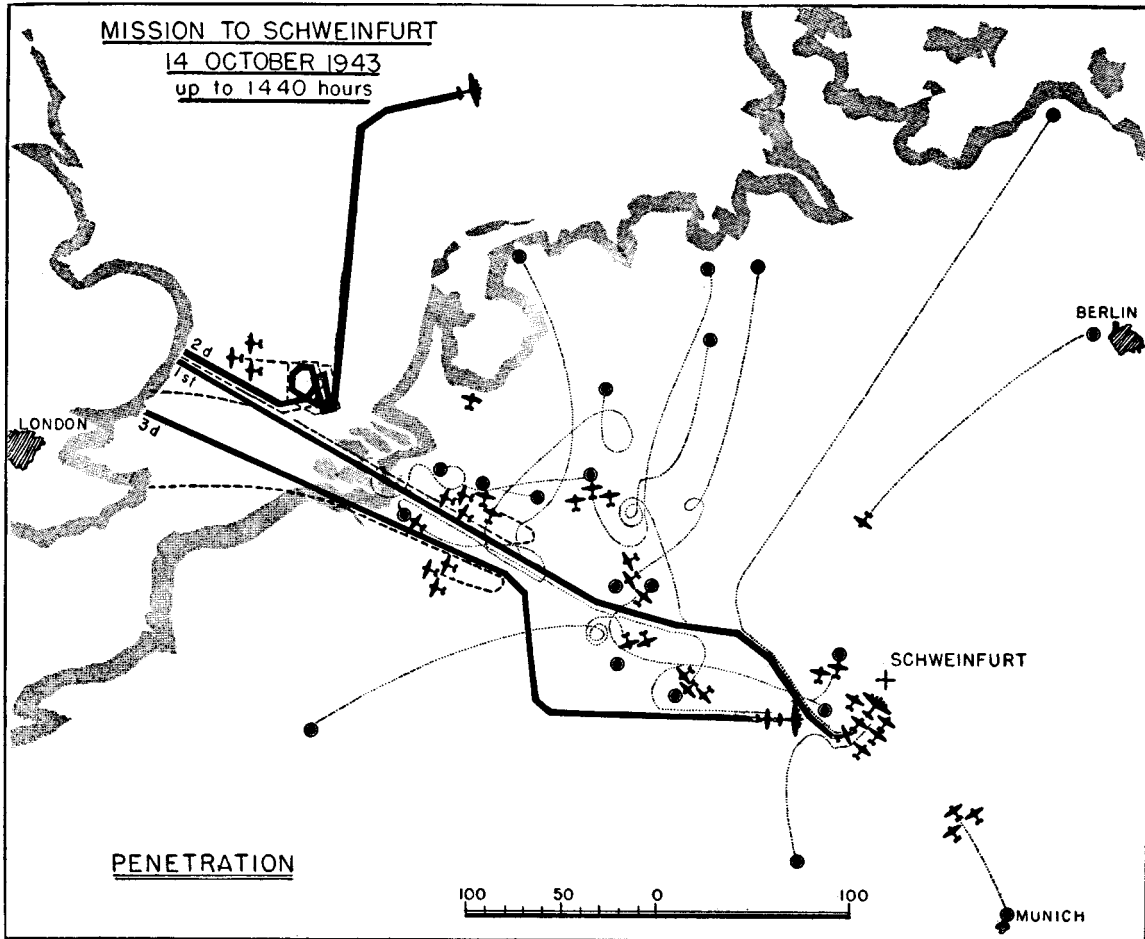 MISSION TO SCHWEINFURT
14 OCTOBER 1943
up to 1440 hours
BERLIN
2d
1st
3d
LONDON
SCHWEINFURT
PENETRATION
100 50 0 100
MUNICH